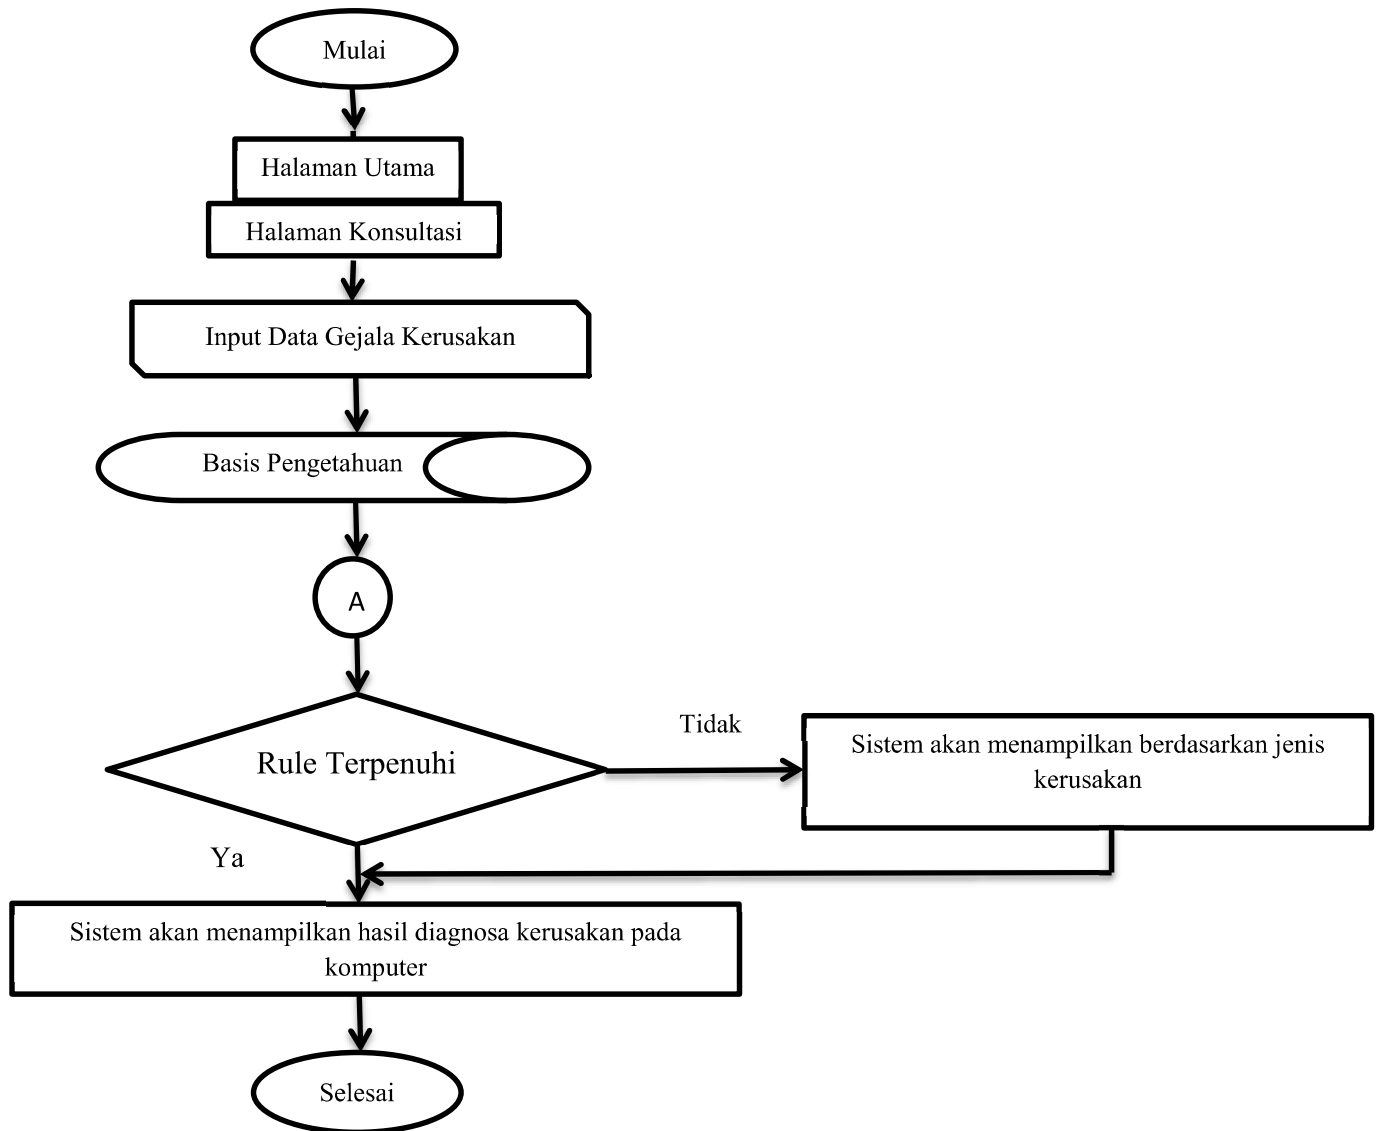 Mulai
Halaman Utama
Halaman Konsultasi
Input Data Gejala Kerusakan
Basis Pengetahuan
A
Rule Terpenuhi
Tidak
Sistem akan menampilkan berdasarkan jenis
kerusakan
Ya
Sistem akan menampilkan hasil diagnosa kerusakan pada
komputer
Selesai